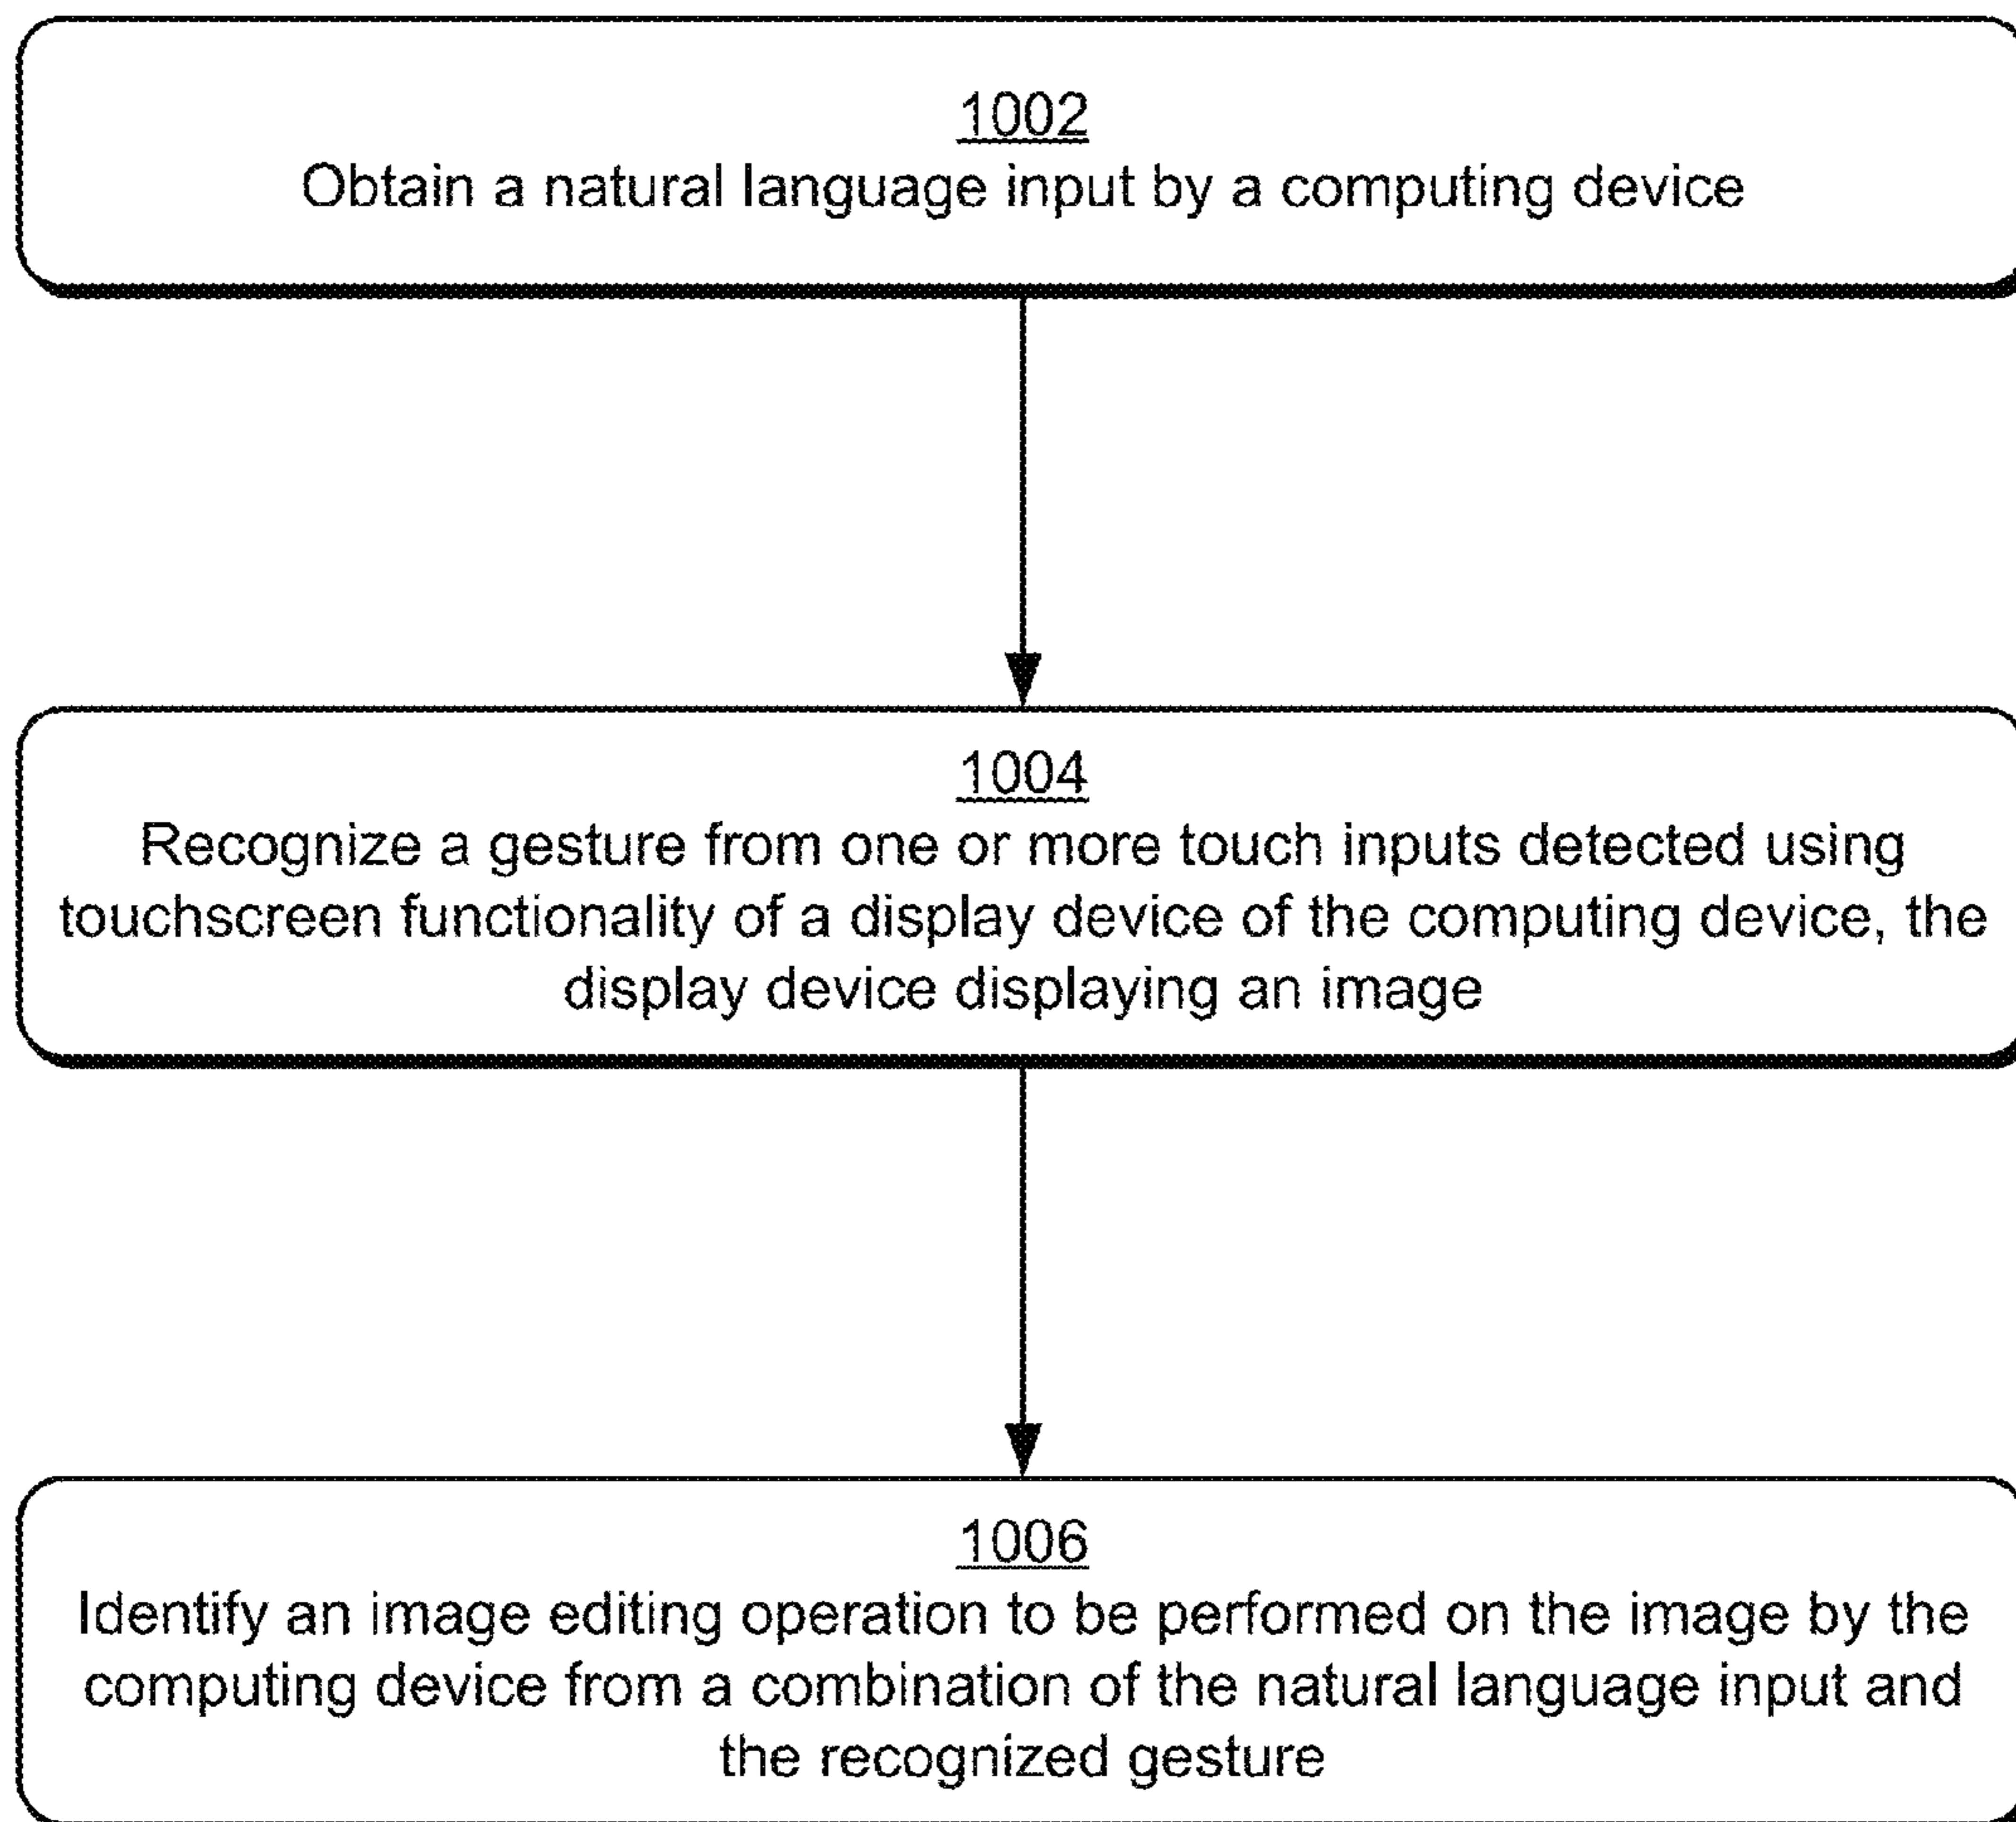 1002
Obtain a natural language input by a computing device
1004
Recognize a gesture from one or more touch inputs detected using
touchscreen functionality of a display device of the computing device, the
display device displaying an image
1006
Identify an image editing operation to be performed on the image by the
computing device from a combination of the natural language input and
the recognized gesture